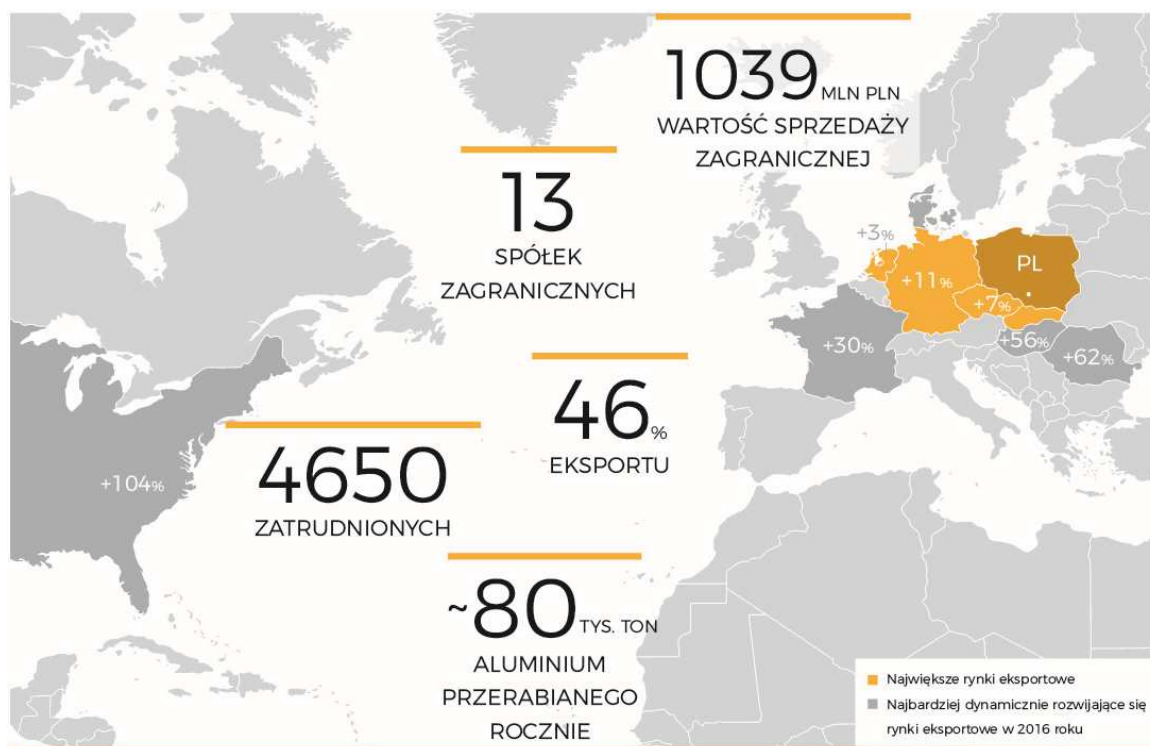 1039 MLN PLN
WARTOŚĆ SPRZEDAŻY
ZAGRANICZNEJ
13
SPÓŁEK
ZAGRANICZNYCH
+3%
PL
+11%
+7%
+56%
+30%
+62%
46%
EKSPORTU
4650
ZATRUDNIONYCH
+104%
~80 TYS. TON
ALUMINIUM
PRZERABIANEGO
ROCZNIE
Największe rynki eksportowe
Najbardziej dynamicznie rozwijające się
rynki eksportowe w 2016 roku